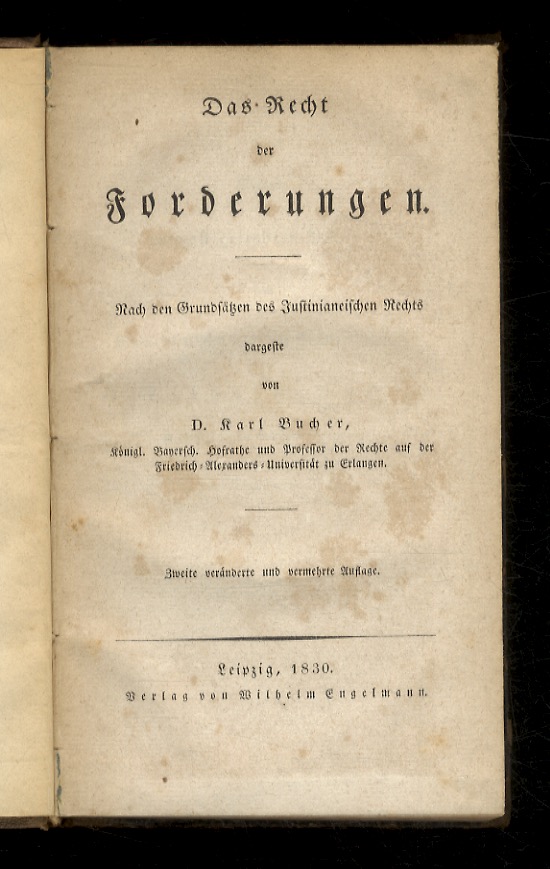 Das Recht
der
Forderungen.
Nach den Grundsätzen des Justinianeischen Rechts
dargeste
von
D. Karl Bucher,
Königl. Bayersch. Hofrathe und Professor der Rechte auf der
Friedrich-Alexanders-Universität zu Erlangen.
Zweite veränderte und vermehrte Auflage.
Leipzig, 1830.
Verlag von Wilhelm Engelmann.